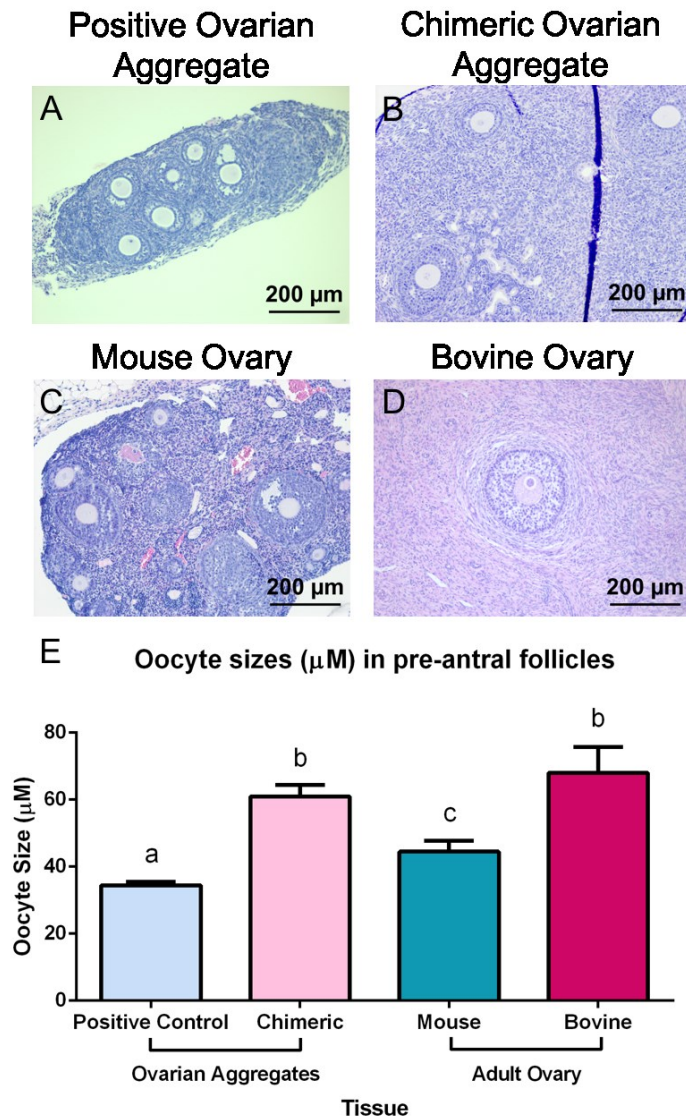 Positive Ovarian
Aggregate
Chimeric Ovarian
Aggregate
A
200 μm
B
200 μm
Mouse Ovary
Bovine Ovary
C
200 μm
D
200 μm
E
Oocyte sizes (μM) in pre-antral follicles
Oocyte Size (μM)
80
60
40
20
0
a
b
c
b
Positive Control
Chimeric
Mouse
Bovine
Ovarian Aggregates
Adult Ovary
Tissue